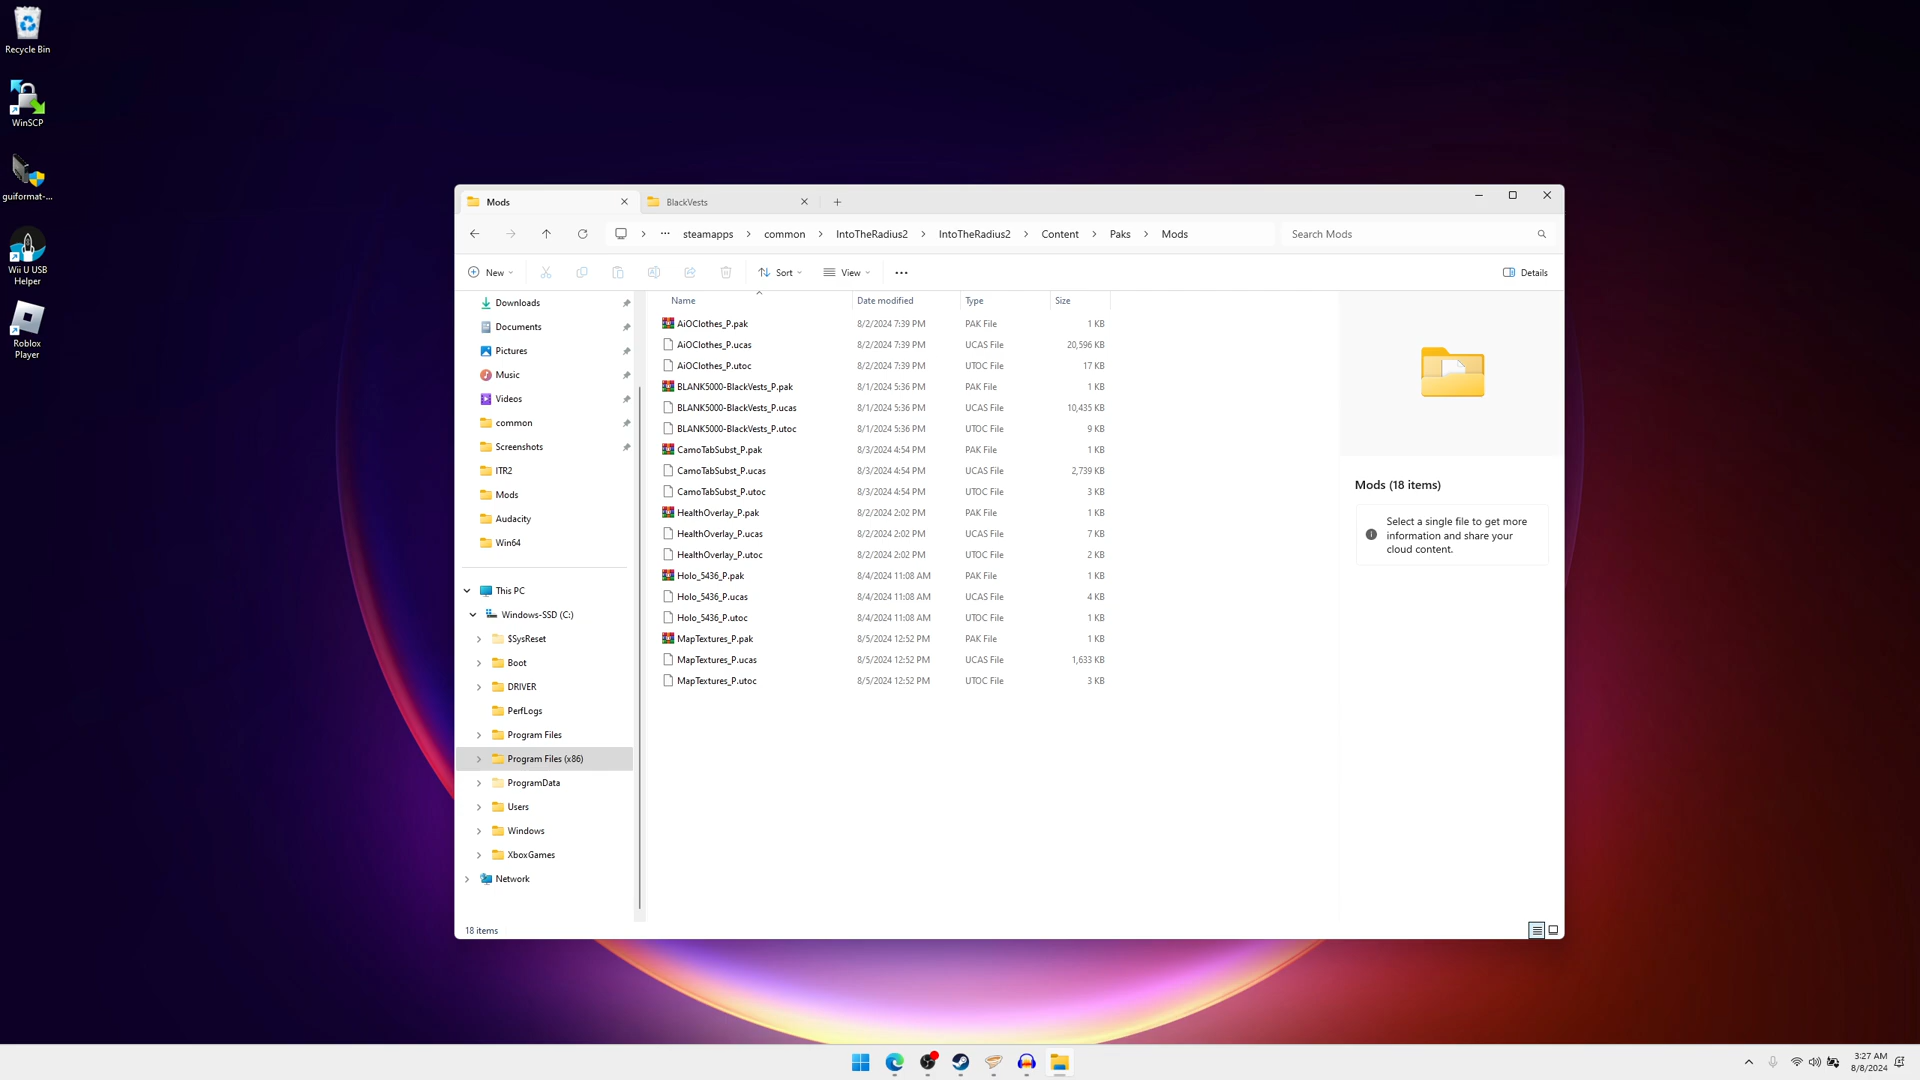 Recycle Bin
WinSCP
guiformat-...
Wii U USB
Helper
Roblox
Player
Mods
BlackVests
steamapps
common
IntoTheRadius2
IntoTheRadius2
Content
Paks
Mods
Search Mods
New
Sort
View
Details
Downloads
Documents
Pictures
Music
Videos
common
Screenshots
ITR2
Mods
Audacity
Win64
This PC
Windows-SSD (C:)
$SysReset
Boot
DRIVER
PerfLogs
Program Files
Program Files (x86)
ProgramData
Users
Windows
XboxGames
Network
Name Date modified Type Size
AiOClothes_P.pak 8/2/2024 7:39 PM PAK File 1 KB
AiOClothes_P.ucas 8/2/2024 7:39 PM UCAS File 20,596 KB
AiOClothes_P.utoc 8/2/2024 7:39 PM UTOC File 17 KB
BLANK5000-BlackVests_P.pak 8/1/2024 5:36 PM PAK File 1 KB
BLANK5000-BlackVests_P.ucas 8/1/2024 5:36 PM UCAS File 10,435 KB
BLANK5000-BlackVests_P.utoc 8/1/2024 5:36 PM UTOC File 9 KB
CamoTabSubst_P.pak 8/3/2024 4:54 PM PAK File 1 KB
CamoTabSubst_P.ucas 8/3/2024 4:54 PM UCAS File 2,739 KB
CamoTabSubst_P.utoc 8/3/2024 4:54 PM UTOC File 3 KB
HealthOverlay_P.pak 8/2/2024 2:02 PM PAK File 1 KB
HealthOverlay_P.ucas 8/2/2024 2:02 PM UCAS File 7 KB
HealthOverlay_P.utoc 8/2/2024 2:02 PM UTOC File 2 KB
Holo_5436_P.pak 8/4/2024 11:08 AM PAK File 1 KB
Holo_5436_P.ucas 8/4/2024 11:08 AM UCAS File 4 KB
Holo_5436_P.utoc 8/4/2024 11:08 AM UTOC File 1 KB
MapTextures_P.pak 8/5/2024 12:52 PM PAK File 1 KB
MapTextures_P.ucas 8/5/2024 12:52 PM UCAS File 1,633 KB
MapTextures_P.utoc 8/5/2024 12:52 PM UTOC File 3 KB
Mods (18 items)
Select a single file to get more
information and share your
cloud content.
18 items
3:27 AM
8/8/2024